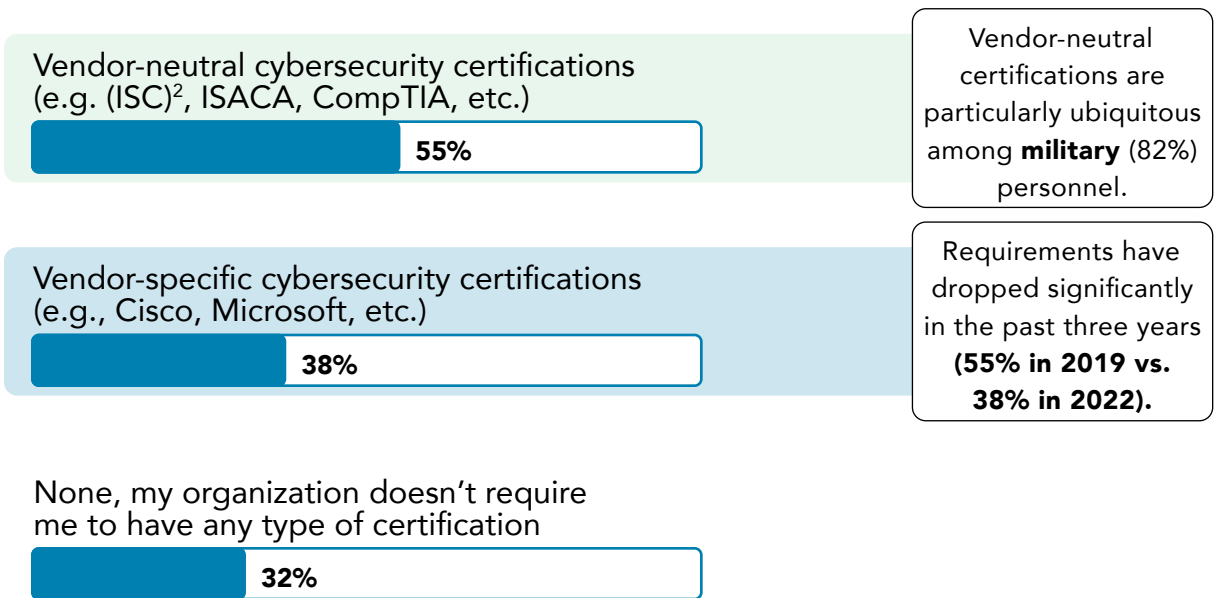 Vendor-neutral cybersecurity certifications
(e.g. (ISC)², ISACA, CompTIA, etc.)
55%
Vendor-neutral
certifications are
particularly ubiquitous
among military (82%)
personnel.
Vendor-specific cybersecurity certifications
(e.g., Cisco, Microsoft, etc.)
38%
Requirements have
dropped significantly
in the past three years
(55% in 2019 vs.
38% in 2022).
None, my organization doesn’t require
me to have any type of certification
32%